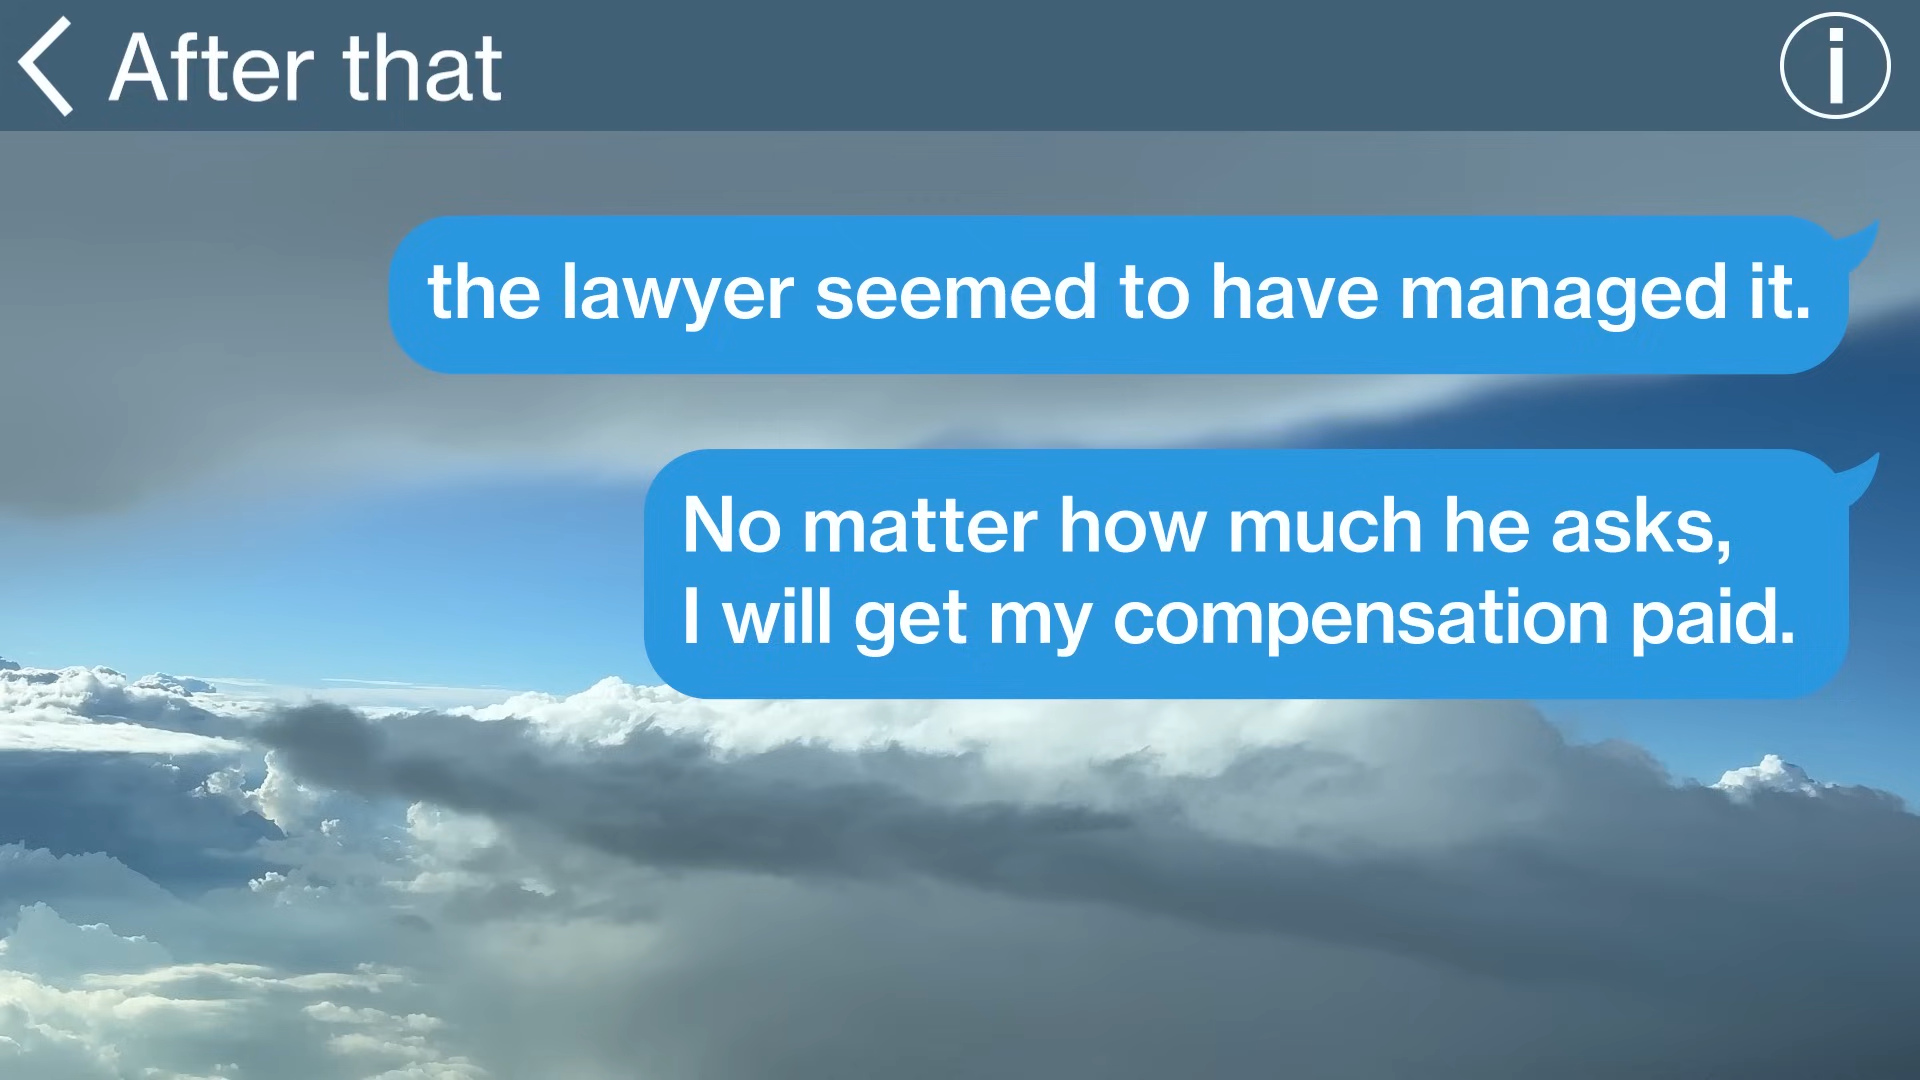 After that
i
the lawyer seemed to have managed it.
No matter how much he asks,
I will get my compensation paid.